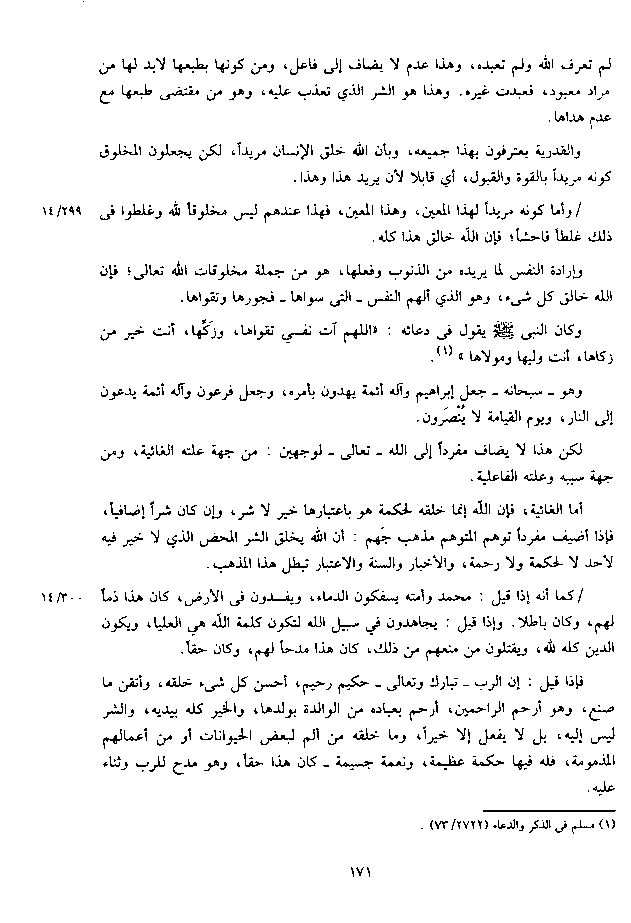 لم تعرف الله ولم تعبده، وهذا عدم لا يضاف إلى فاعل، ومن كونها بطبعها لابد لها من
مراد معبود، فعبدت غيره. وهذا هو الشر الذي تعذب عليه، وهو من مقتضى طبعها مع
عدم هداها.
والقدرية يعترفون بهذا جميعه، وبأن الله خلق الإنسان مريداً، لكن يجعلون المخلوق
كونه مريداً بالقوة والقبول، أي قابلا لأن يريد هذا وهذا.
/ وأما كونه مريداً لهذا المعين، وهذا المعين، فهذا عندهم ليس مخلوقاً لله وغلطوا فى ١٤/٢٩٩
ذلك غلطاً فاحشاً؛ فإن الله خالق هذا كله.
وإرادة النفس لما يريده من الذنوب وفعلها، هو من جملة مخلوقات الله تعالى؛ فإن
الله خالق كل شىء، وهو الذي ألهم النفس ـ التي سواها ـ فجورها وتقواها.
وكان النبى ﷺ يقول فى دعائه : «اللهم آت نفسي تقواها، وزكِّها، أنت خير من
زكاها، أنت وليها ومولاها » (١).
وهو ـ سبحانه ـ جعل إبراهيم وآله أئمة يهدون بأمره، وجعل فرعون وآله أئمة يدعون
إلى النار، ويوم القيامة لا يُنْصَرون.
لكن هذا لا يضاف مفرداً إلى الله ـ تعالى ـ لوجهين : من جهة علته الغائية، ومن
جهة سببه وعلته الفاعلية.
أما الغائية، فإن الله إنما خلقه لحكمة هو باعتبارها خير لا شر، وإن كان شراً إضافياً،
فإذا أضيف مفرداً توهم المتوهم مذهب جَهم : أن الله يخلق الشر المحض الذي لا خير فيه
لأحد لا لحكمة ولا رحمة، والأخبار والسنة والاعتبار تبطل هذا المذهب.
/ كما أنه إذا قيل : محمد وأمته يسفكون الدماء، ويفسدون فى الأرض، كان هذا ذماً ١٤/٣٠٠
لهم، وكان باطلا. وإذا قيل : يجاهدون في سبيل الله لتكون كلمة الله هي العليا، ويكون
الدين كله لله، ويقتلون من منعهم من ذلك، كان هذا مدحاً لهم، وكان حقاً.
فإذا قيل : إن الرب ـ تبارك وتعالى ـ حكيم رحيم، أحسن كل شىء خلقه، وأتقن ما
صنع، وهو أرحم الراحمين، أرحم بعباده من الوالدة بولدها، والخير كله بيديه، والشر
ليس إليه، بل لا يفعل إلا خيراً، وما خلقه من ألم لبعض الحيوانات أو من أعمالهم
المذمومة، فله فيها حكمة عظيمة، ونعمة جسيمة ـ كان هذا حقاً، وهو مدح للرب وثناء
عليه.
(١) مسلم فى الذكر والدعاء (٧٣/٢٧٢٢) .
١٧١